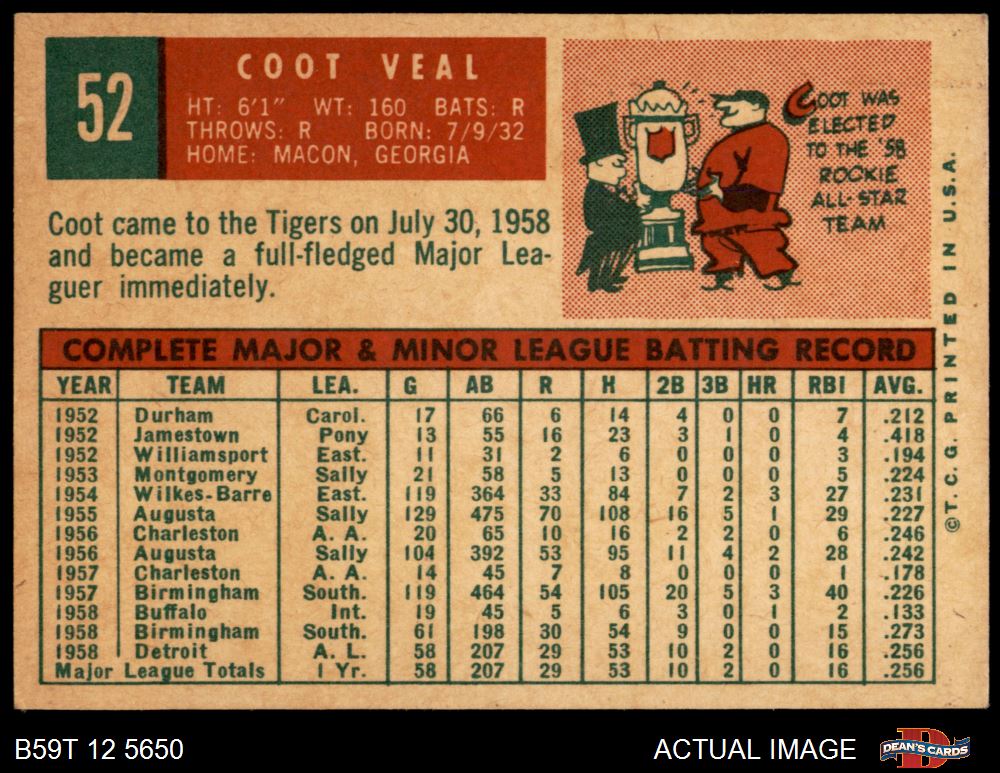 52
COOT VEAL
HT: 6'1" WT: 160 BATS: R
THROWS: R BORN: 7/9/32
HOME: MACON, GEORGIA
COOT WAS
ELECTED
TO THE '58
ROOKIE
ALL-STAR
TEAM
Coot came to the Tigers on July 30, 1958
and became a full-fledged Major Lea-
guer immediately.
COMPLETE MAJOR & MINOR LEAGUE BATTING RECORD
YEAR TEAM LEA. G AB R H 2B 3B HR RBI AVG.
1952 Durham Carol. 17 66 6 14 4 0 0 7 .212
1952 Jamestown Pony 13 55 16 23 3 1 0 4 .418
1952 Williamsport East. 11 31 2 6 0 0 0 3 .194
1953 Montgomery Sally 21 58 5 13 0 0 0 5 .224
1954 Wilkes-Barre East. 119 364 33 84 7 2 3 27 .231
1955 Augusta Sally 129 475 70 108 16 5 1 29 .227
1956 Charleston A. A. 20 65 10 16 2 2 0 6 .246
1956 Augusta Sally 104 392 53 95 11 4 2 28 .242
1957 Charleston A. A. 14 45 7 8 0 0 0 1 .178
1957 Birmingham South. 119 464 54 105 20 5 3 40 .226
1958 Buffalo Int. 19 45 5 6 3 0 1 2 .133
1958 Birmingham South. 61 198 30 54 9 0 0 15 .273
1958 Detroit A. L. 58 207 29 53 10 2 0 16 .256
Major League Totals 1 Yr. 58 207 29 53 10 2 0 16 .256
©T.C.G. PRINTED IN U.S.A.
B59T 12 5650
ACTUAL IMAGE
DEAN'S CARDS